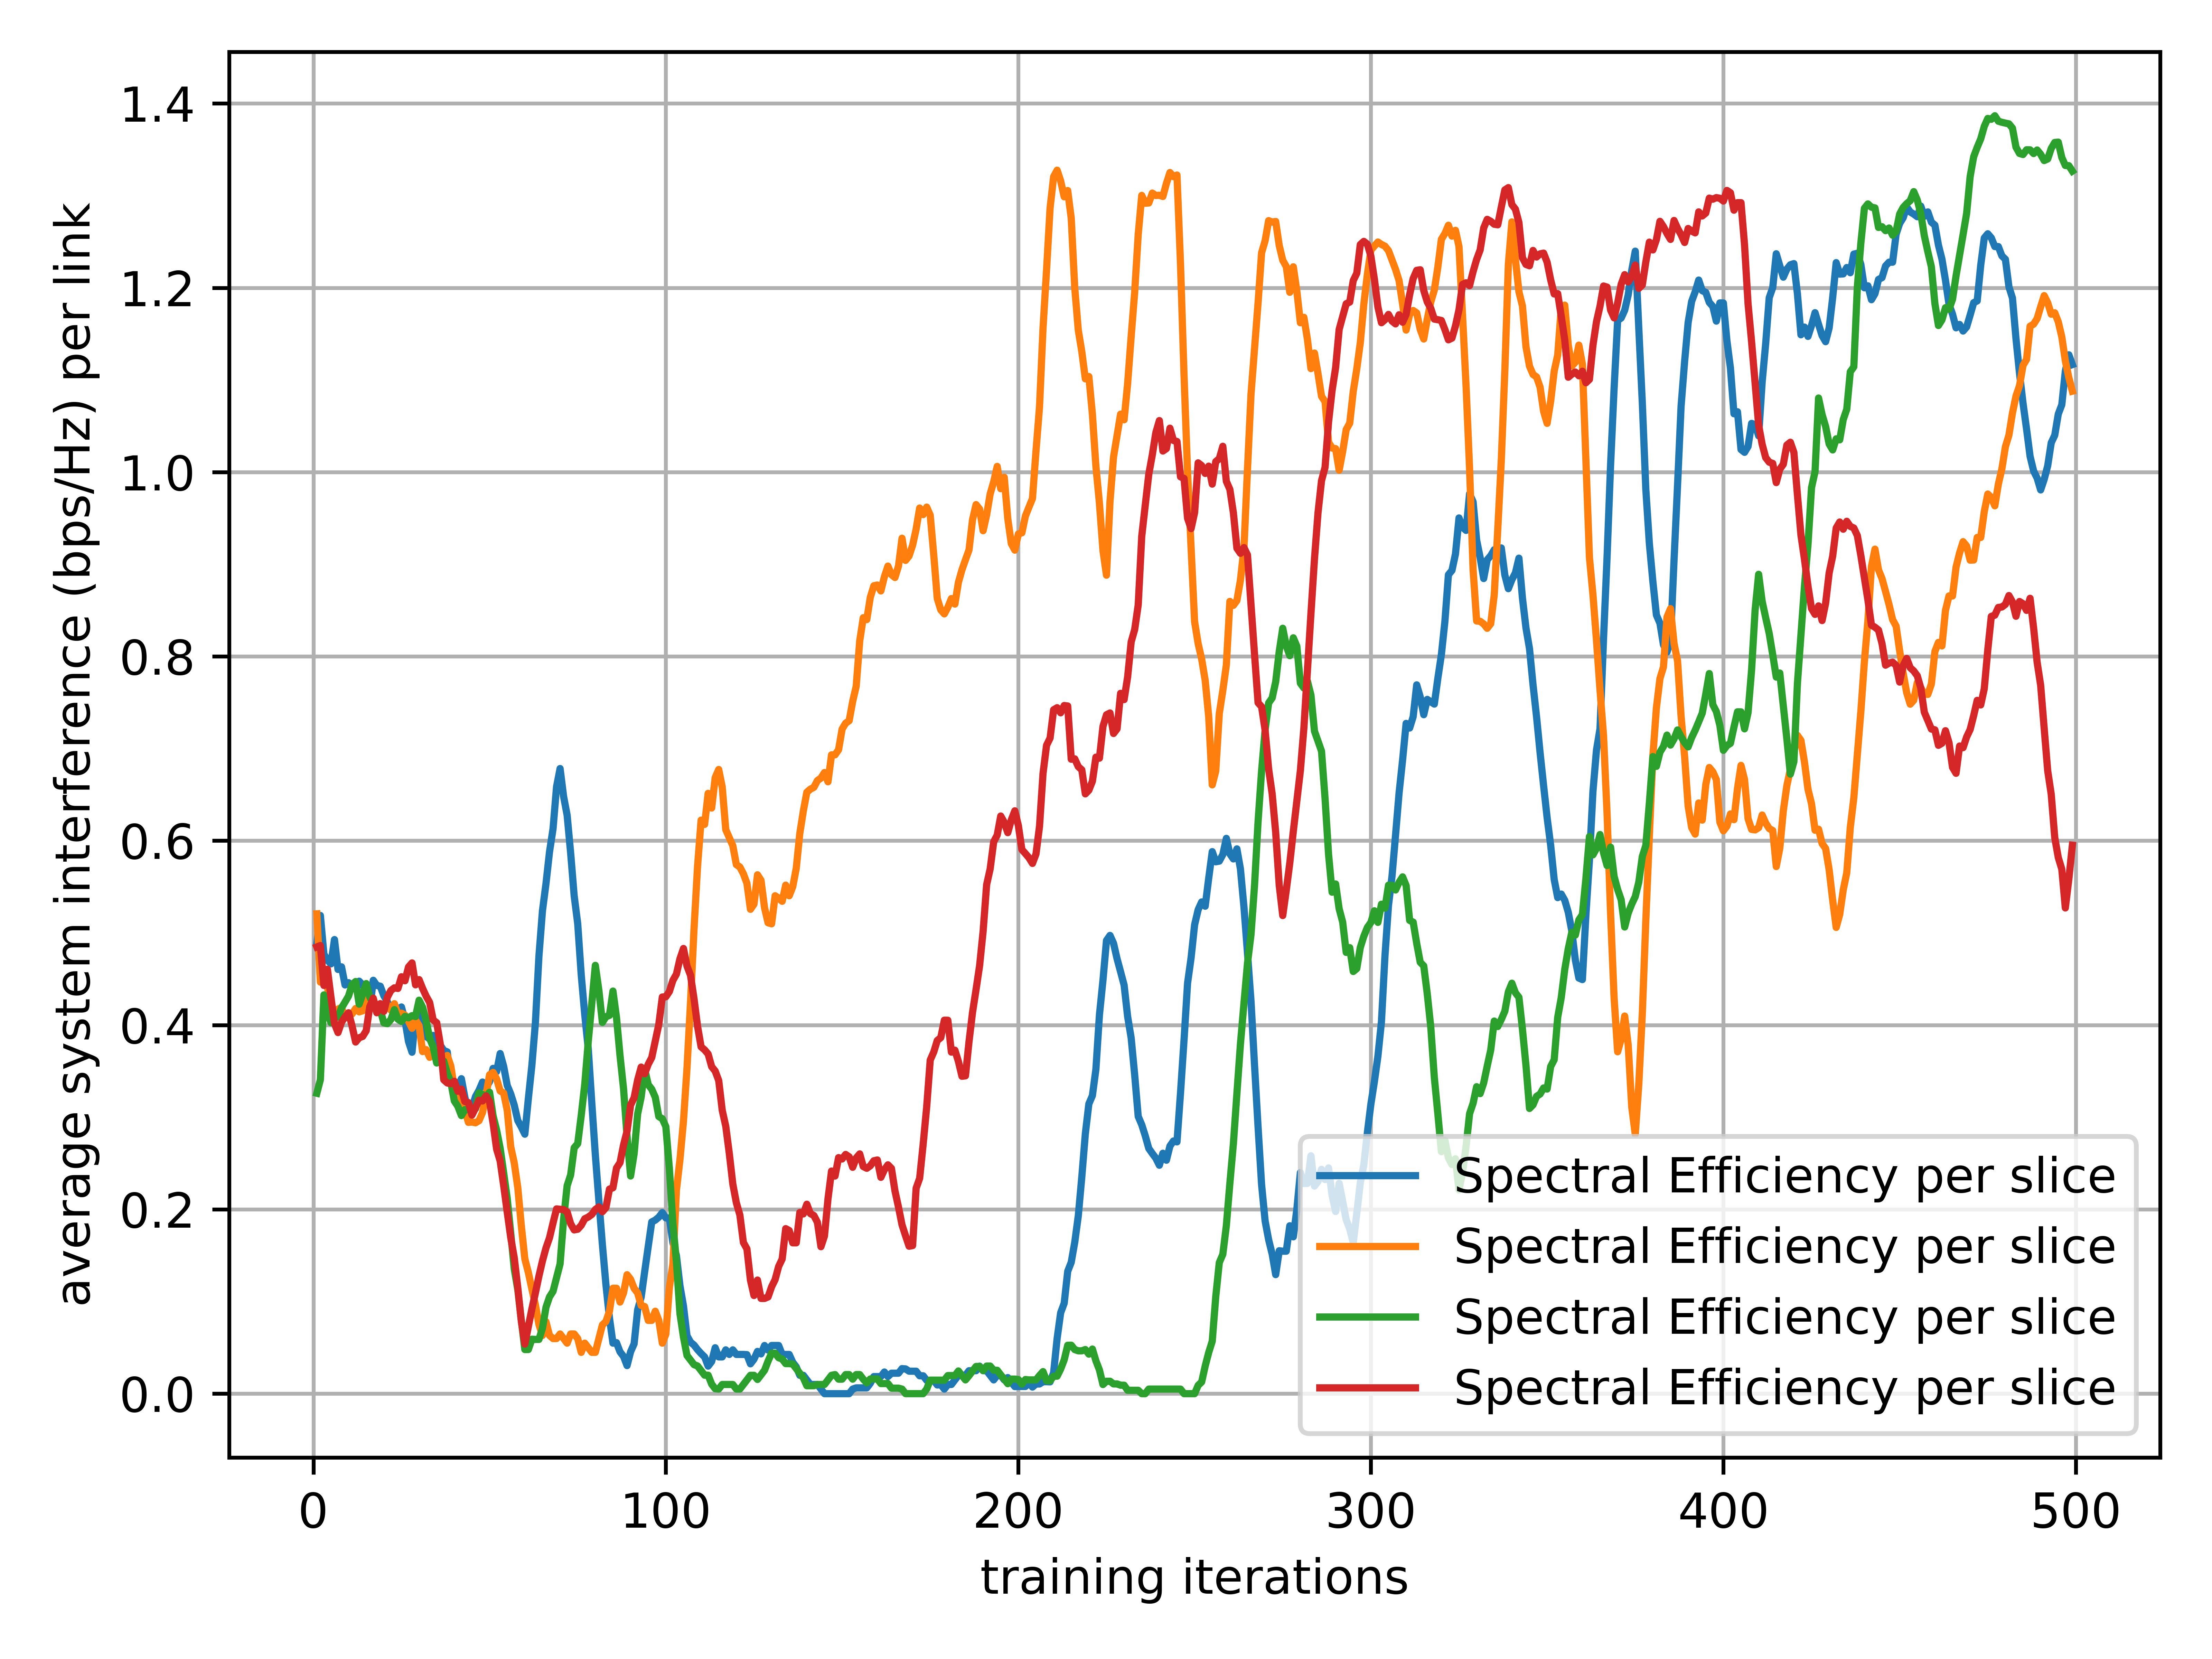 average system interference (bps/Hz) per link
1.4
1.2
1.0
0.8
0.6
0.4
0.2
0.0
Spectral Efficiency per slice
Spectral Efficiency per slice
Spectral Efficiency per slice
Spectral Efficiency per slice
0 100 200 300 400 500
training iterations